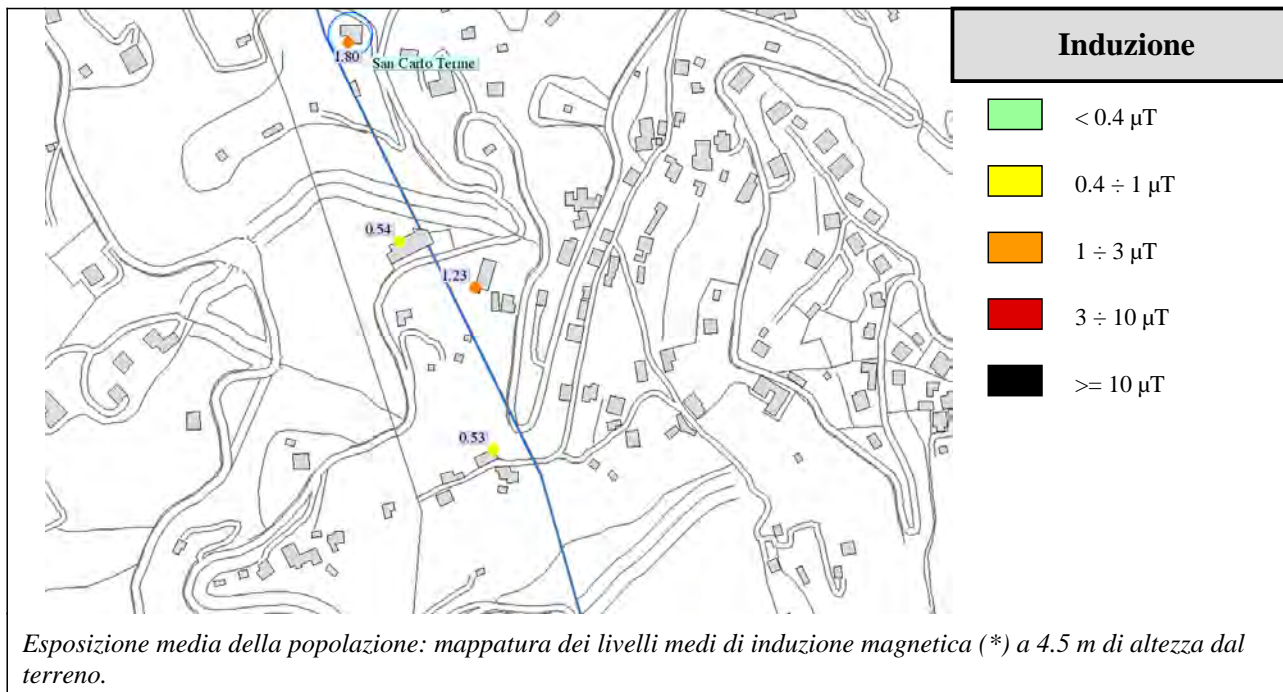 1.80
San Carlo Terme
0.54
1.23
0.53
Induzione
< 0.4 µT
0.4 ÷ 1 µT
1 ÷ 3 µT
3 ÷ 10 µT
>= 10 µT
Esposizione media della popolazione: mappatura dei livelli medi di induzione magnetica (*) a 4.5 m di altezza dal
terreno.